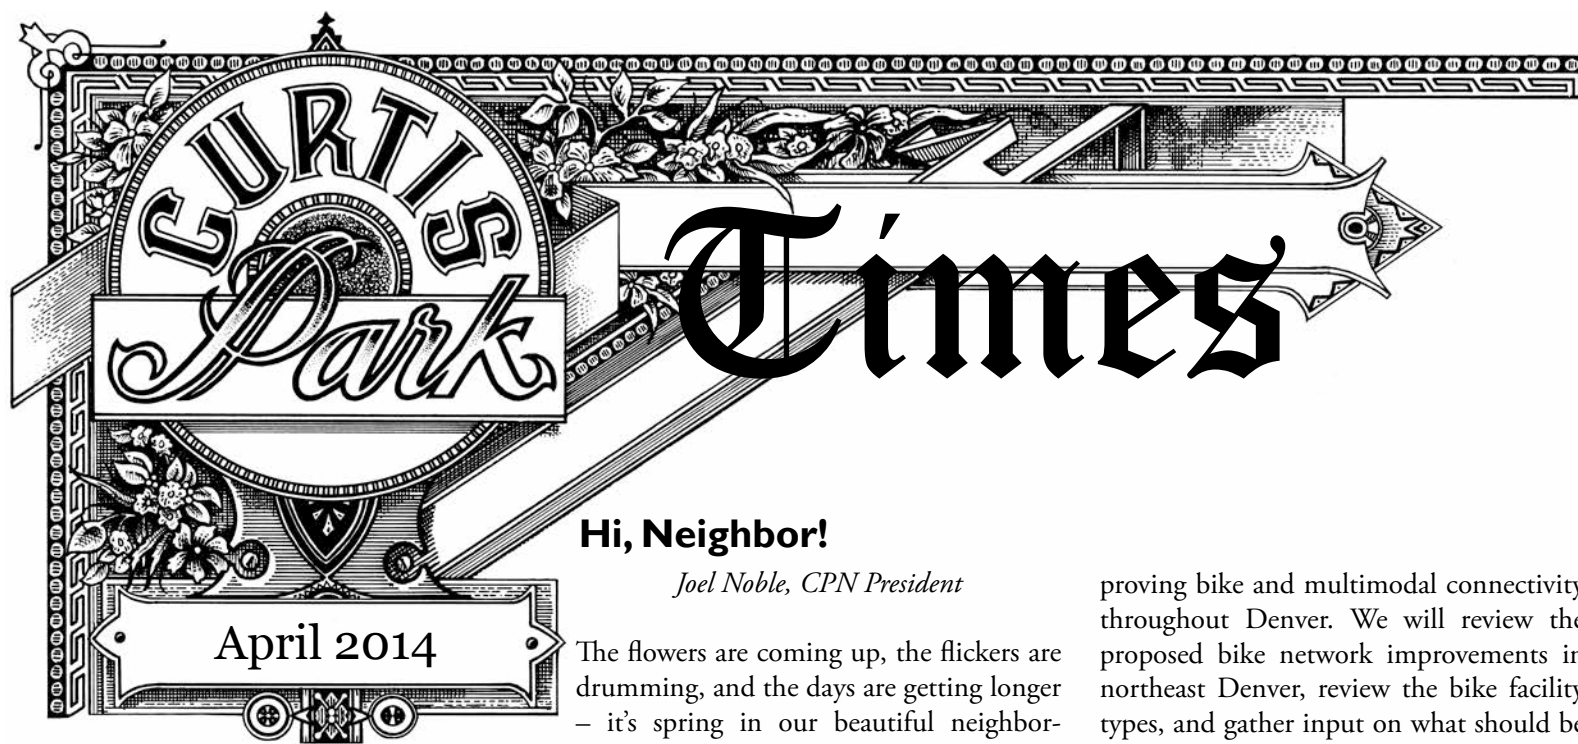 CURTIS
Park
Times
April 2014
Hi, Neighbor!
Joel Noble, CPN President
The flowers are coming up, the flickers are
drumming, and the days are getting longer
– it’s spring in our beautiful neighbor-
proving bike and multimodal connectivity
throughout Denver. We will review the
proposed bike network improvements in
northeast Denver, review the bike facility
types, and gather input on what should be